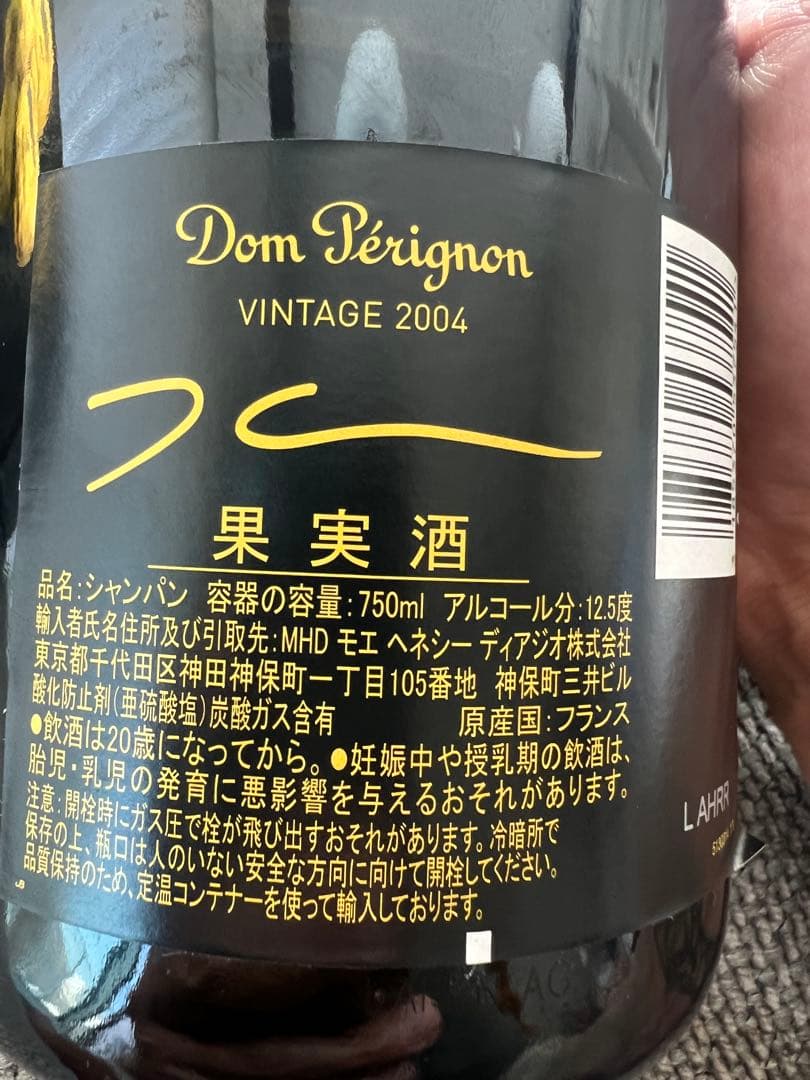 Dom Pérignon
VINTAGE 2004
果実酒
品名:シャンパン 容器の容量:750ml アルコール分:12.5度
輸入者氏名住所及び引取先:MHD モエ ヘネシー ディアジオ株式会社
東京都千代田区神田神保町一丁目105番地 神保町三井ビル
酸化防止剤(亜硫酸塩)炭酸ガス含有 原産国:フランス
●飲酒は20歳になってから。●妊娠中や授乳期の飲酒は、
胎児・乳児の発育に悪影響を与えるおそれがあります。
注意:開栓時にガス圧で栓が飛び出すおそれがあります。冷暗所で
保存の上、瓶口は人のいない安全な方向に向けて開栓してください。
品質保持のため、定温コンテナーを使って輸入しております。
L AHRR